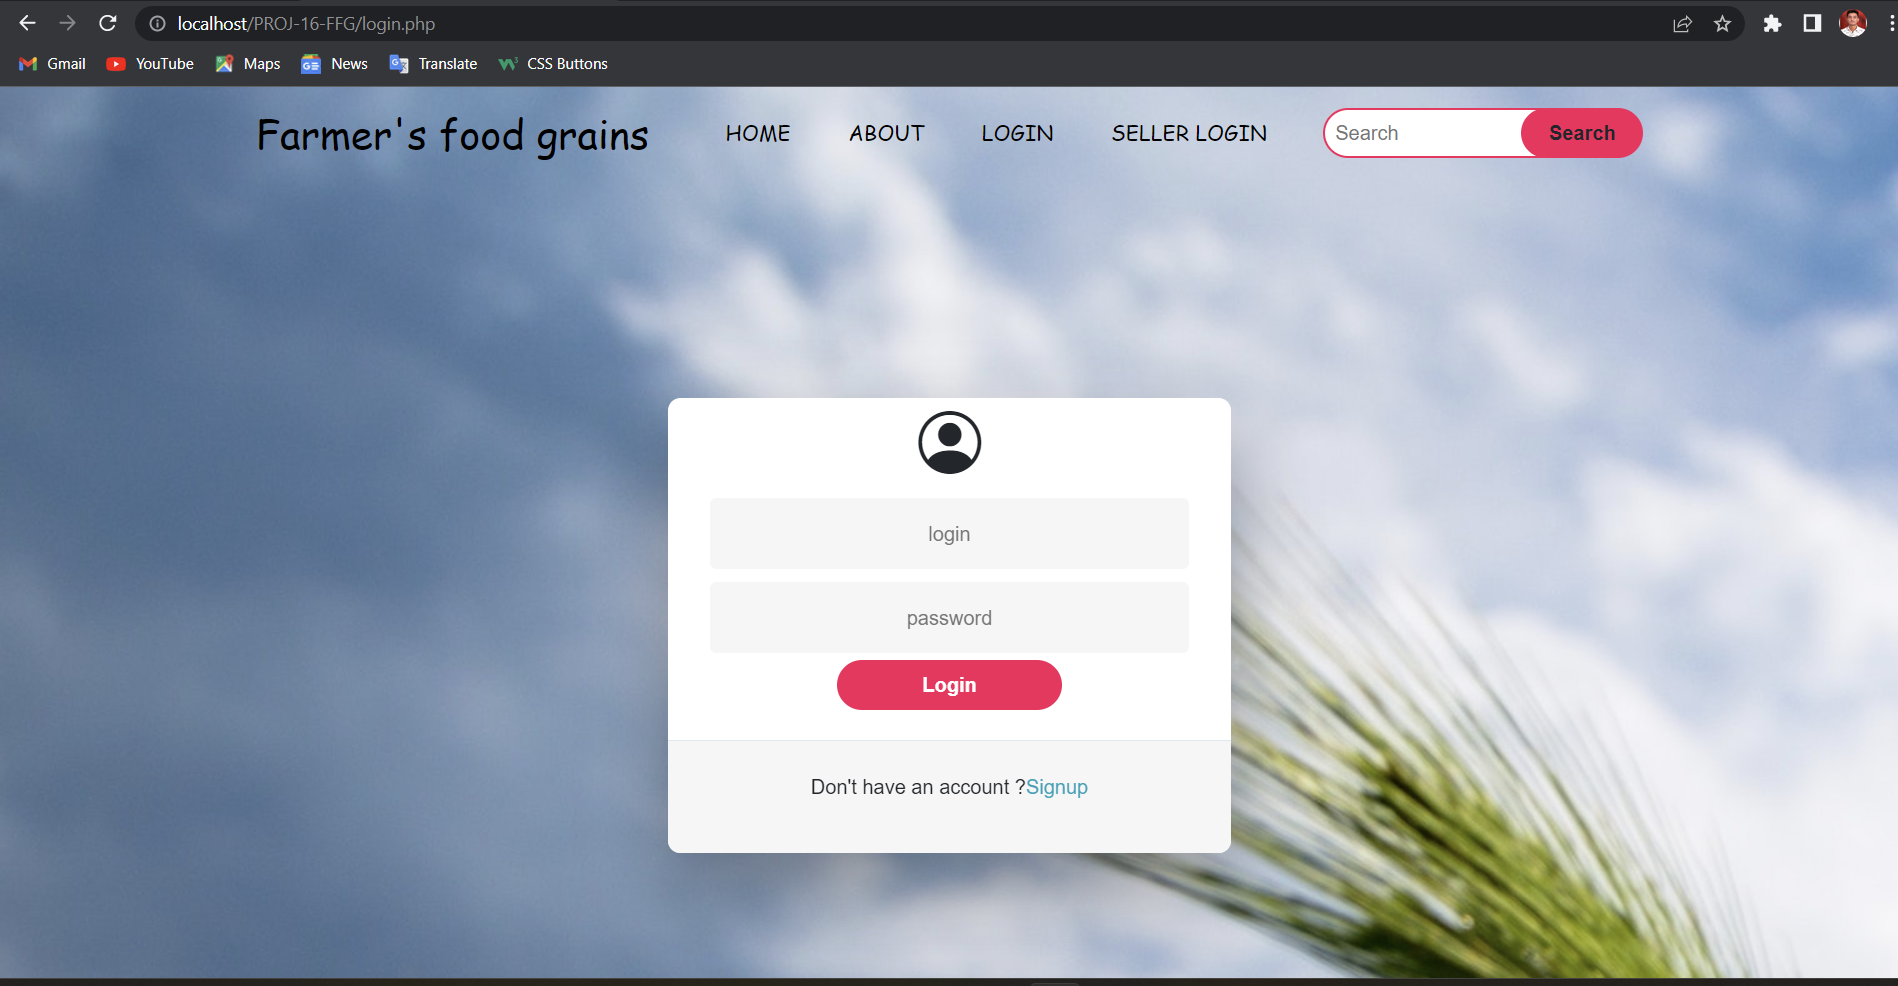 localhost/PROJ-16-FFG/login.php
Gmail YouTube Maps News Translate CSS Buttons
Farmer's food grains HOME ABOUT LOGIN SELLER LOGIN Search Search
login
password
Login
Don't have an account ?Signup